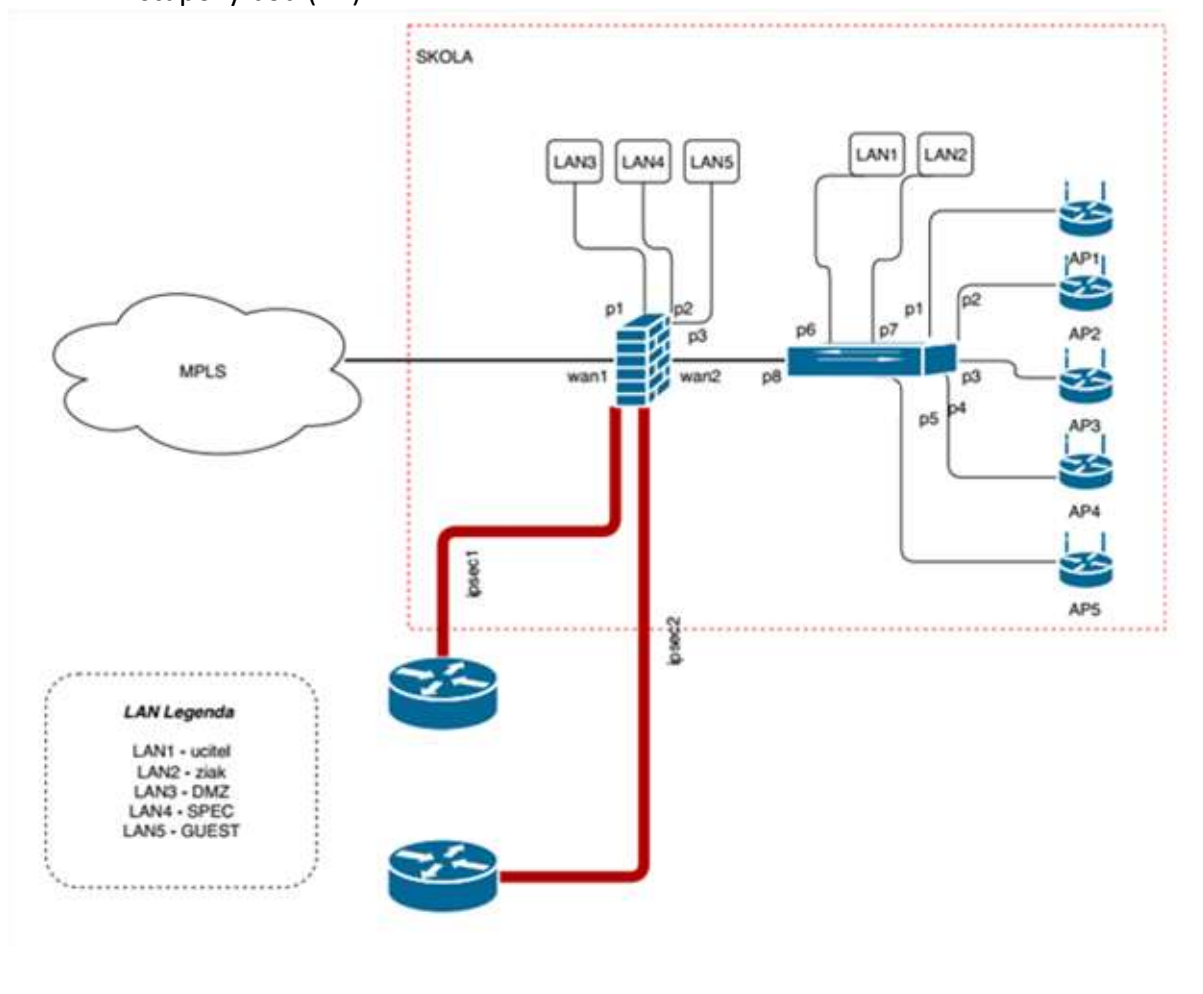 SKOLA
LAN3 LAN4 LAN5 LAN1 LAN2
AP1
p1 p2 p6 p7 p1 p2
p3
AP2
MPLS
wan1 wan2 p8 p3
p5 p4
AP3
AP4
ipsec1
AP5
ipsec2
LAN Legenda
LAN1 - ucitel
LAN2 - ziak
LAN3 - DMZ
LAN4 - SPEC
LAN5 - GUEST